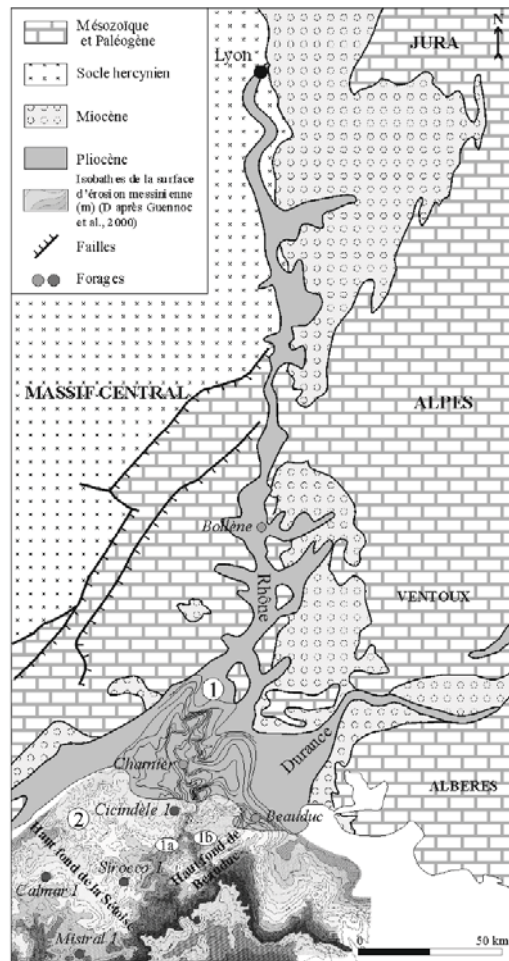 Mésozoïque
et Paléogène
Socle hercynien
Miocène
Pliocène
Isobathes de la surface
d'érosion messinienne
(m) (D après Guennoc
et al., 2000)
Failles
Forages
N
JURA
Lyon
MASSIF CENTRAL
ALPES
Bollène
Rhône
VENTOUX
1
Durance
Charnier
ALBERES
Cicindèle 1
Beauduc
2
1a
1b
Haut fond de
Beauduc
Haut fond de la Sétoise
Sirocco 1
Calmar 1
Mistral 1
0
50 km